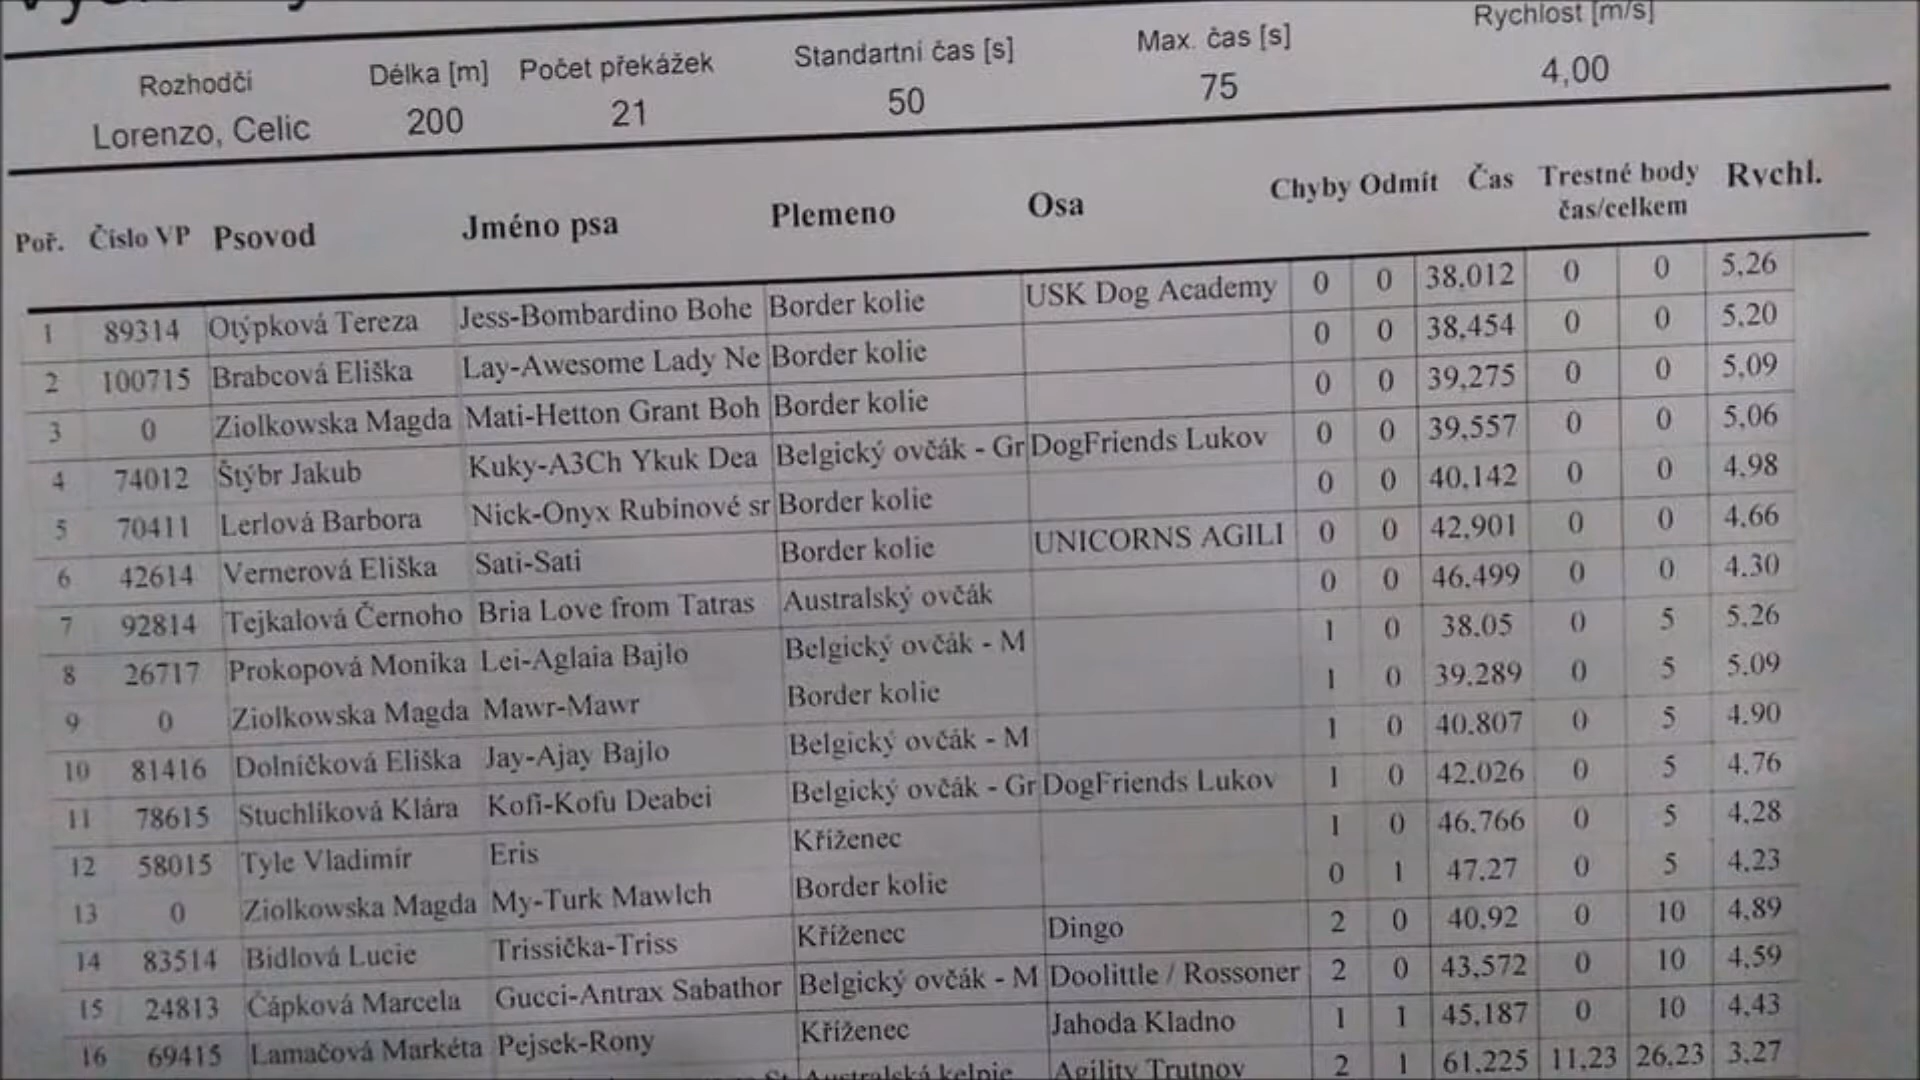 Rozhodčí Délka [m] Počet překážek Standartní čas [s] Max. čas [s] Rychlost [m/s]
Lorenzo, Celic 200 21 50 75 4,00
Poř. Číslo VP Psovod Jméno psa Plemeno Osa Chyby Odmít Čas Trestné body čas/celkem Rychl.
1 89314 Otýpková Tereza Jess-Bombardino Bohe Border kolie USK Dog Academy 0 0 38,012 0 0 5,26
2 100715 Brabcová Eliška Lay-Awesome Lady Ne Border kolie 0 0 38,454 0 0 5,20
3 0 Ziolkowska Magda Mati-Hetton Grant Boh Border kolie 0 0 39,275 0 0 5,09
4 74012 Štýbr Jakub Kuky-A3Ch Ykuk Dea Belgický ovčák - Gr DogFriends Lukov 0 0 39,557 0 0 5,06
5 70411 Lerlová Barbora Nick-Onyx Rubínové sr Border kolie 0 0 40,142 0 0 4,98
6 42614 Vernerová Eliška Sati-Sati Border kolie UNICORNS AGILI 0 0 42,901 0 0 4,66
7 92814 Tejkalová Černoho Bria Love from Tatras Australský ovčák 0 0 46,499 0 0 4,30
8 26717 Prokopová Monika Lei-Aglaia Bajlo Belgický ovčák - M 1 0 38,05 0 5 5,26
9 0 Ziolkowska Magda Mawr-Mawr Border kolie 1 0 39,289 0 5 5,09
10 81416 Dolníčková Eliška Jay-Ajay Bajlo Belgický ovčák - M 1 0 40,807 0 5 4,90
11 78615 Stuchlíková Klára Kofi-Kofu Deabei Belgický ovčák - Gr DogFriends Lukov 1 0 42,026 0 5 4,76
12 58015 Tyle Vladimír Eris Kříženec 1 0 46,766 0 5 4,28
13 0 Ziolkowska Magda My-Turk Mawlch Border kolie 0 1 47,27 0 5 4,23
14 83514 Bidlová Lucie Trissička-Triss Kříženec Dingo 2 0 40,92 0 10 4,89
15 24813 Čápková Marcela Gucci-Antrax Sabathor Belgický ovčák - M Doolittle / Rossoner 2 0 43,572 0 10 4,59
16 69415 Lamačová Markéta Pejsek-Rony Kříženec Jahoda Kladno 1 1 45,187 0 10 4,43
Australská kelpie Agility Trutnov 2 1 61,225 11,23 26,23 3,27